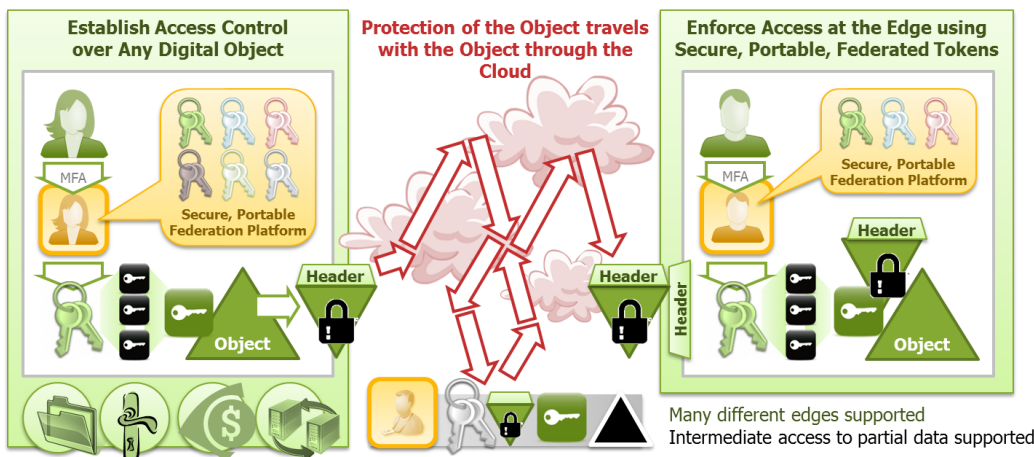 Establish Access Control
over Any Digital Object
MFA
Secure, Portable
Federation Platform
Object
Header
!
Protection of the Object travels
with the Object through the
Cloud
Header
!
Header
!
Enforce Access at the Edge using
Secure, Portable, Federated Tokens
MFA
Secure, Portable
Federation Platform
Header
Header
!
Object
$
Many different edges supported
Intermediate access to partial data supported